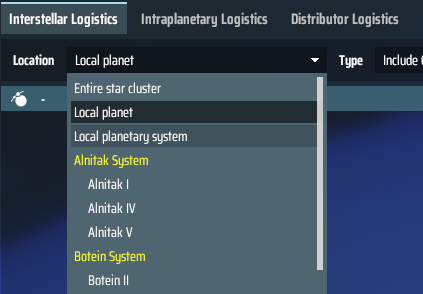 Interstellar Logistics Intraplanetary Logistics Distributor Logistics
Location Local planet Type Include
-
Entire star cluster
Local planet
Local planetary system
Alnitak System
Alnitak I
Alnitak IV
Alnitak V
Botein System
Botein II